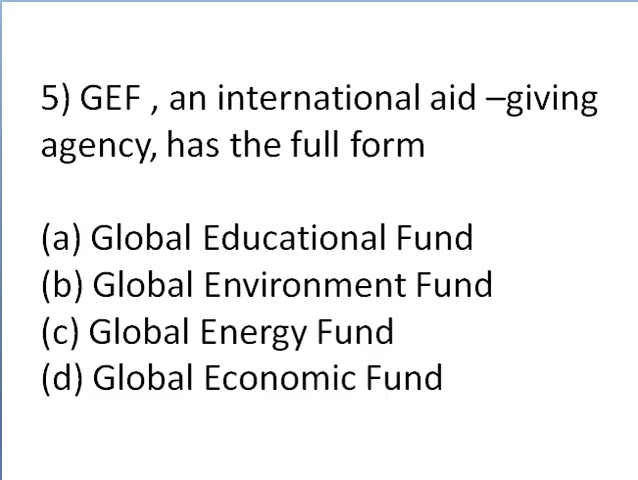 5) GEF , an international aid –giving
agency, has the full form
(a) Global Educational Fund
(b) Global Environment Fund
(c) Global Energy Fund
(d) Global Economic Fund